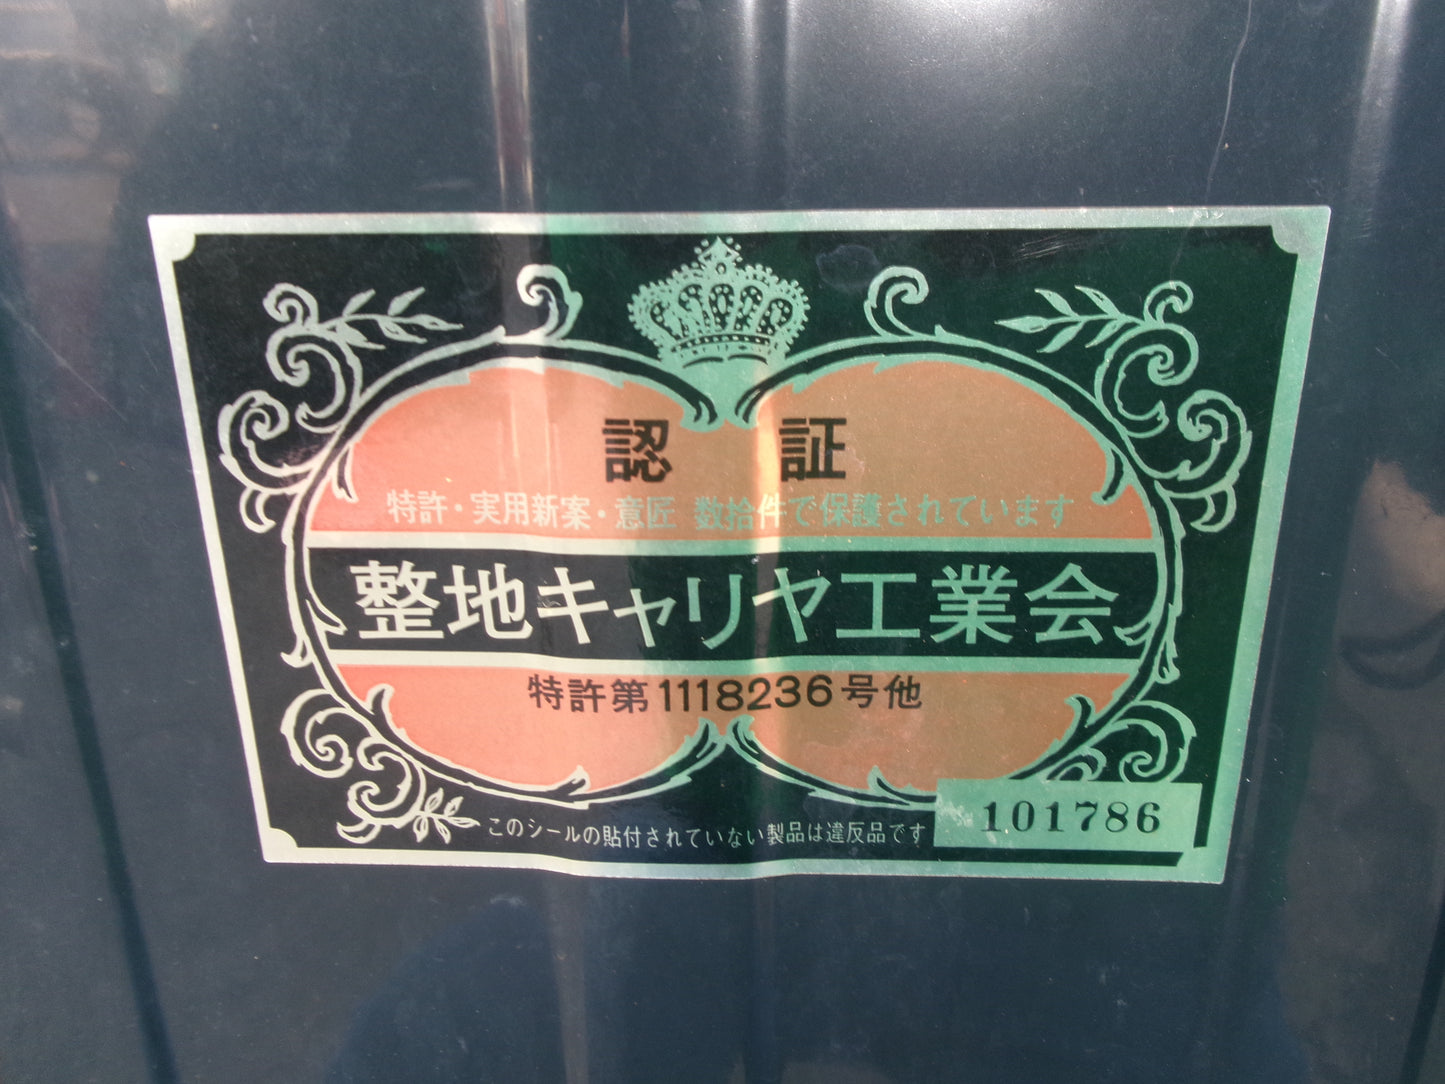 認 証
特許・実用新案・意匠 数拾件で保護されています
整地キャリヤ工業会
特許第1118236号他
このシールの貼付されていない製品は違反品です
101786